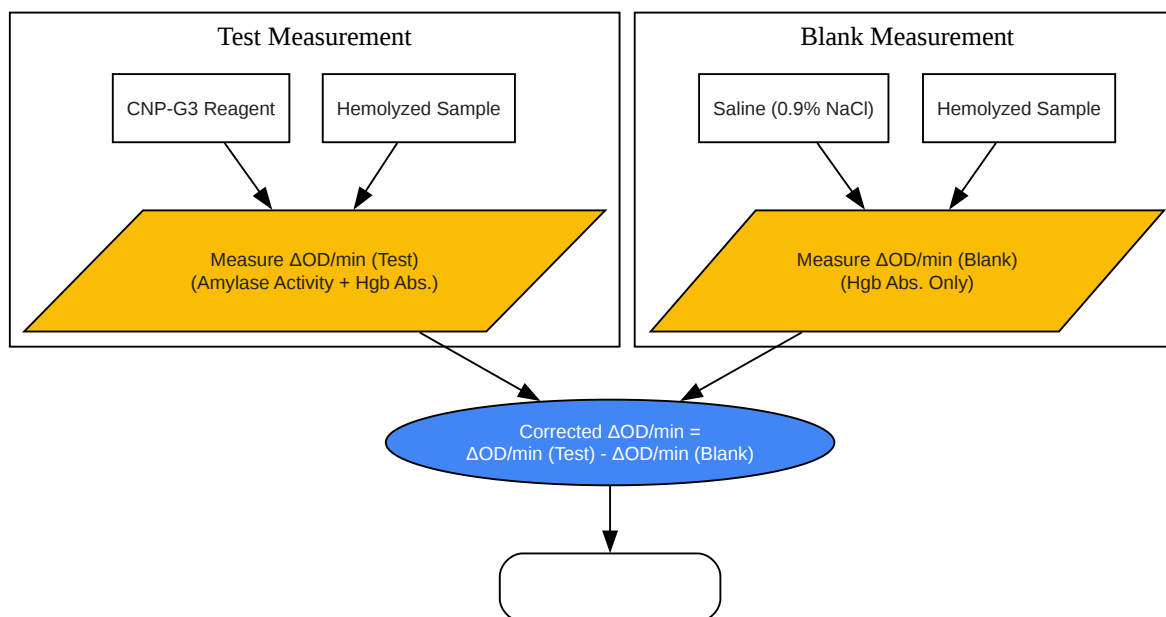 Test Measurement
CNP-G3 Reagent
Hemolyzed Sample
Measure ΔOD/min (Test)
(Amylase Activity + Hgb Abs.)
Blank Measurement
Saline (0.9% NaCl)
Hemolyzed Sample
Measure ΔOD/min (Blank)
(Hgb Abs. Only)
Corrected ΔOD/min =
ΔOD/min (Test) - ΔOD/min (Blank)